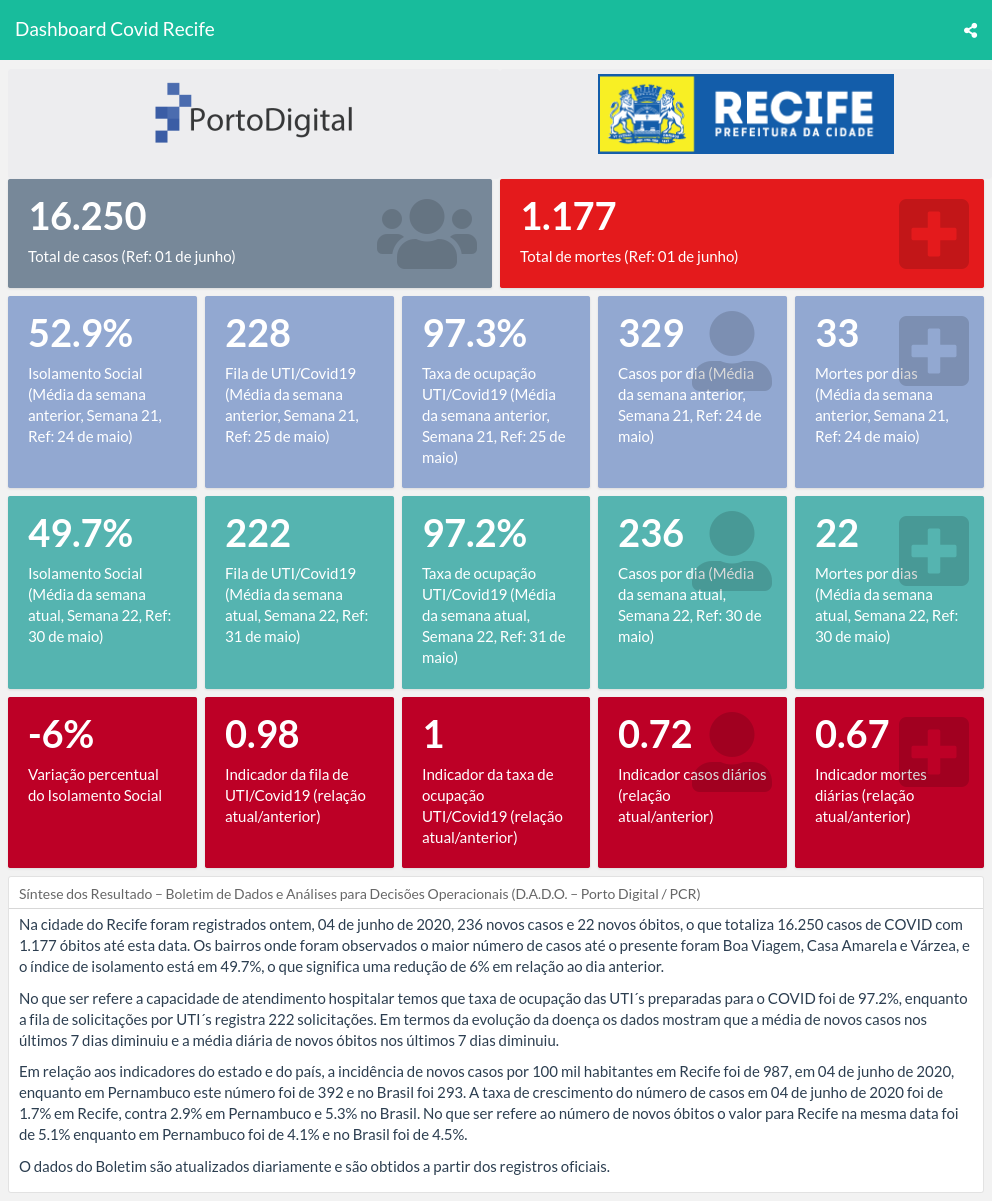 Dashboard Covid Recife
PortoDigital
RECIFE
PREFEITURA DA CIDADE
16.250
Total de casos (Ref: 01 de junho)
1.177
Total de mortes (Ref: 01 de junho)
52.9%
Isolamento Social
(Média da semana
anterior, Semana 21,
Ref: 24 de maio)
228
Fila de UTI/Covid19
(Média da semana
anterior, Semana 21,
Ref: 25 de maio)
97.3%
Taxa de ocupação
UTI/Covid19 (Média
da semana anterior,
Semana 21, Ref: 25 de
maio)
329
Casos por dia (Média
da semana anterior,
Semana 21, Ref: 24 de
maio)
33
Mortes por dias
(Média da semana
anterior, Semana 21,
Ref: 24 de maio)
49.7%
Isolamento Social
(Média da semana
atual, Semana 22, Ref:
30 de maio)
222
Fila de UTI/Covid19
(Média da semana
atual, Semana 22, Ref:
31 de maio)
97.2%
Taxa de ocupação
UTI/Covid19 (Média
da semana atual,
Semana 22, Ref: 31 de
maio)
236
Casos por dia (Média
da semana atual,
Semana 22, Ref: 30 de
maio)
22
Mortes por dias
(Média da semana
atual, Semana 22, Ref:
30 de maio)
-6%
Variação percentual
do Isolamento Social
0.98
Indicador da fila de
UTI/Covid19 (relação
atual/anterior)
1
Indicador da taxa de
ocupação
UTI/Covid19 (relação
atual/anterior)
0.72
Indicador casos diários
(relação
atual/anterior)
0.67
Indicador mortes
diárias (relação
atual/anterior)
Síntese dos Resultado – Boletim de Dados e Análises para Decisões Operacionais (D.A.D.O. – Porto Digital / PCR)
Na cidade do Recife foram registrados ontem, 04 de junho de 2020, 236 novos casos e 22 novos óbitos, o que totaliza 16.250 casos de COVID com
1.177 óbitos até esta data. Os bairros onde foram observados o maior número de casos até o presente foram Boa Viagem, Casa Amarela e Várzea, e
o índice de isolamento está em 49.7%, o que significa uma redução de 6% em relação ao dia anterior.
No que ser refere a capacidade de atendimento hospitalar temos que taxa de ocupação das UTI´s preparadas para o COVID foi de 97.2%, enquanto
a fila de solicitações por UTI´s registra 222 solicitações. Em termos da evolução da doença os dados mostram que a média de novos casos nos
últimos 7 dias diminuiu e a média diária de novos óbitos nos últimos 7 dias diminuiu.
Em relação aos indicadores do estado e do país, a incidência de novos casos por 100 mil habitantes em Recife foi de 987, em 04 de junho de 2020,
enquanto em Pernambuco este número foi de 392 e no Brasil foi 293. A taxa de crescimento do número de casos em 04 de junho de 2020 foi de
1.7% em Recife, contra 2.9% em Pernambuco e 5.3% no Brasil. No que ser refere ao número de novos óbitos o valor para Recife na mesma data foi
de 5.1% enquanto em Pernambuco foi de 4.1% e no Brasil foi de 4.5%.
O dados do Boletim são atualizados diariamente e são obtidos a partir dos registros oficiais.